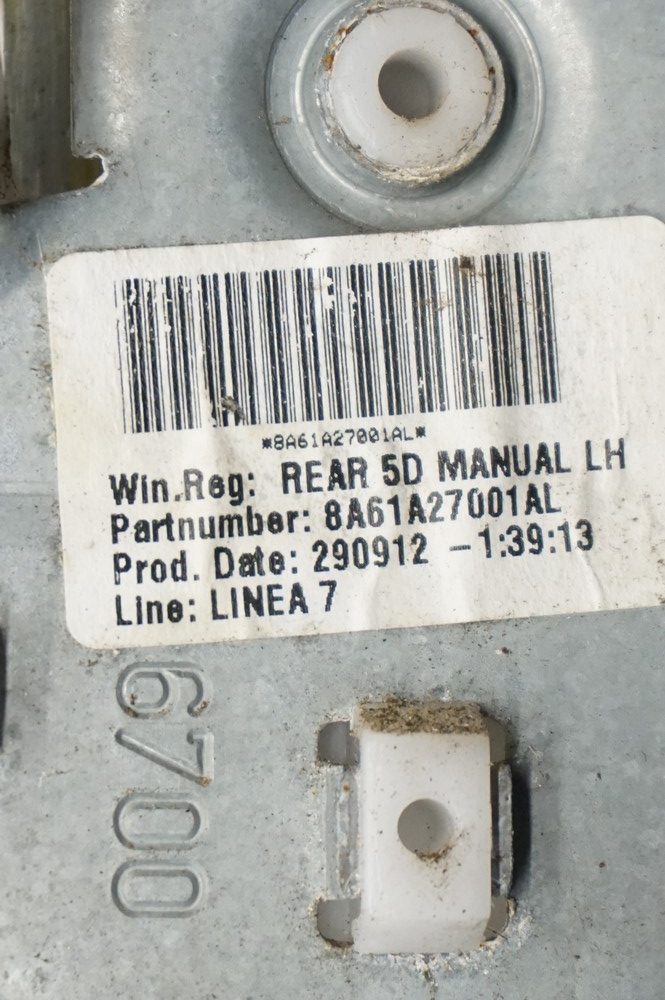 *8A61A27001AL*
Win.Reg: REAR 5D MANUAL LH
Partnumber: 8A61A27001AL
Prod. Date: 290912 -1:39:13
Line: LINEA 7
6700